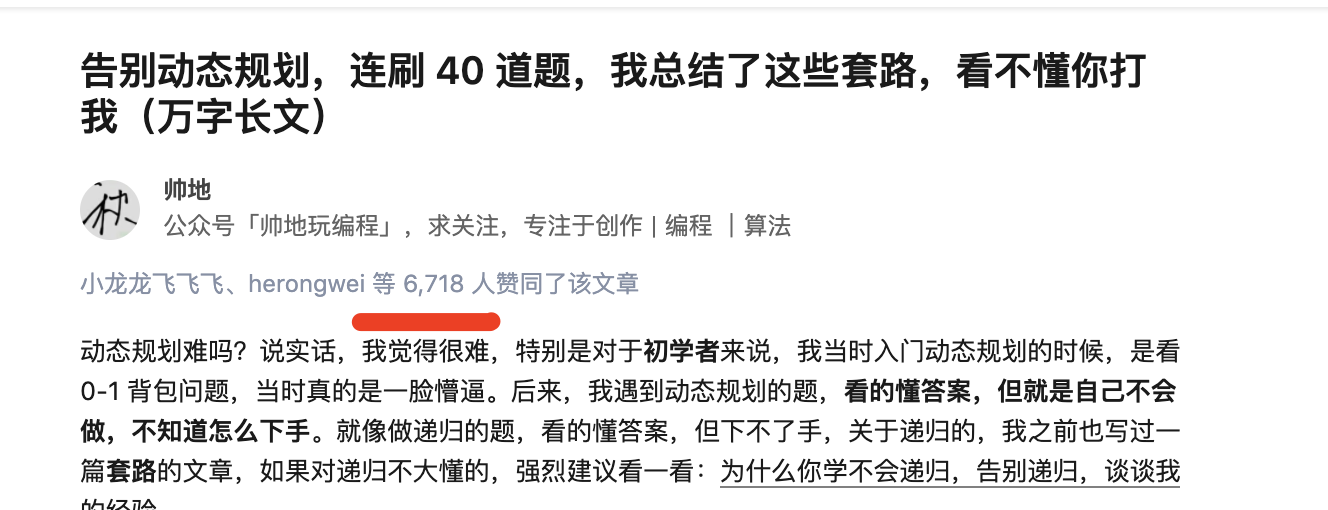 告别动态规划，连刷 40 道题，我总结了这些套路，看不懂你打
我（万字长文）
帅地
公众号「帅地玩编程」，求关注，专注于创作 | 编程 ｜算法
小龙龙飞飞飞、herongwei 等 6,718 人赞同了该文章
动态规划难吗？说实话，我觉得很难，特别是对于初学者来说，我当时入门动态规划的时候，是看
0-1 背包问题，当时真的是一脸懵逼。后来，我遇到动态规划的题，看的懂答案，但就是自己不会
做，不知道怎么下手。就像做递归的题，看的懂答案，但下不了手，关于递归的，我之前也写过一
篇套路的文章，如果对递归不大懂的，强烈建议看一看：为什么你学不会递归，告别递归，谈谈我
的经验